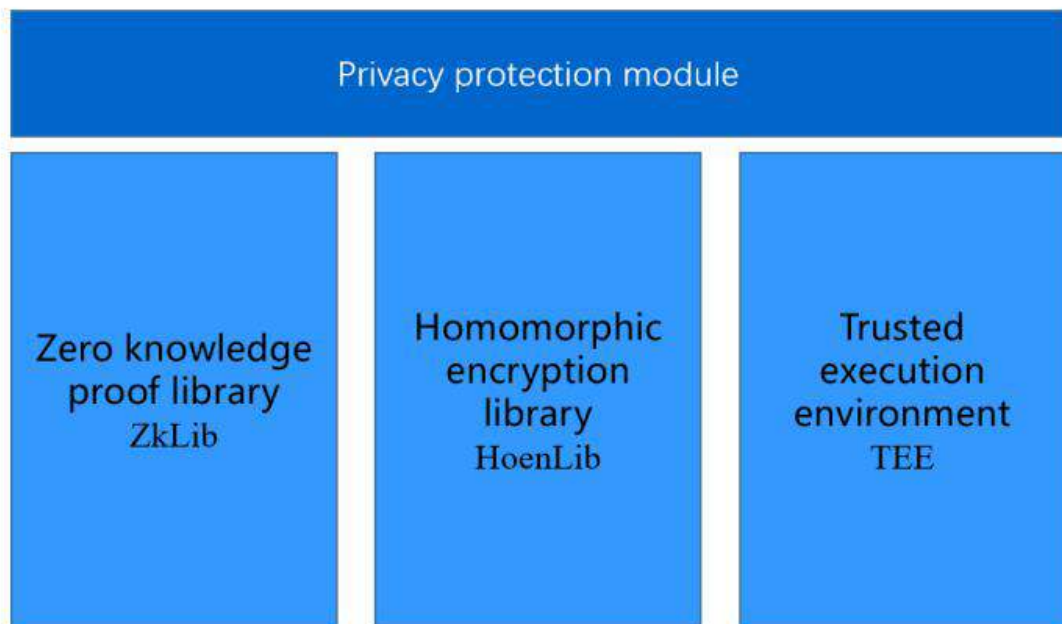 Privacy protection module
Zero knowledge
proof library
ZkLib
Homomorphic
encryption
library
HoenLib
Trusted
execution
environment
TEE